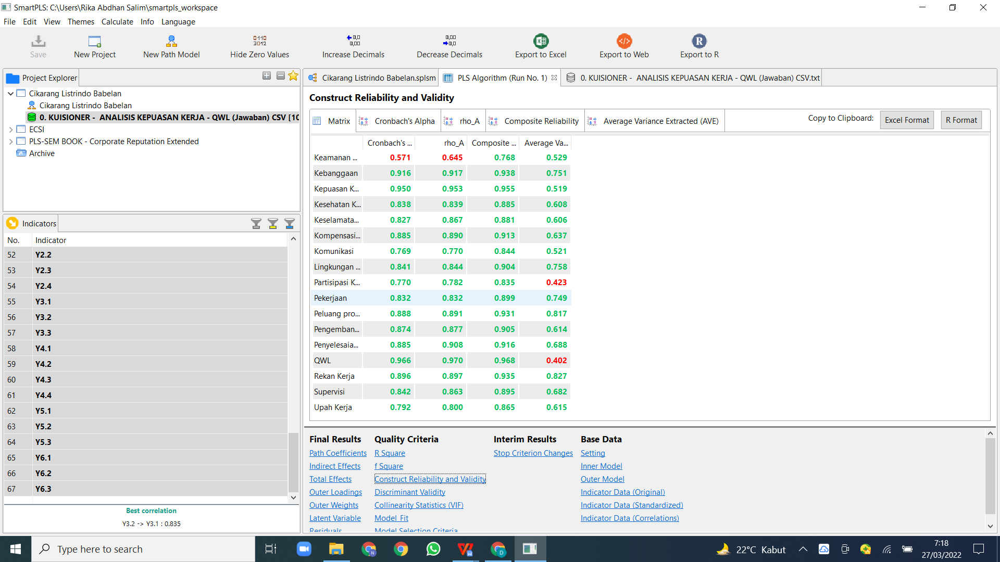 SmartPLS: C:\Users\Rika Abdhan Salim\smartpls_workspace
File Edit View Themes Calculate Info Language
Save New Project New Path Model Hide Zero Values Increase Decimals Decrease Decimals Export to Excel Export to Web Export to R
Project Explorer
Cikarang Listrindo Babelan
Cikarang Listrindo Babelan
0. KUISIONER - ANALISIS KEPUASAN KERJA - QWL (Jawaban) CSV [10
ECSI
PLS-SEM BOOK - Corporate Reputation Extended
Archive
Indicators
No. Indicator
52 Y2.2
53 Y2.3
54 Y2.4
55 Y3.1
56 Y3.2
57 Y3.3
58 Y4.1
59 Y4.2
60 Y4.3
61 Y4.4
62 Y5.1
63 Y5.2
64 Y5.3
65 Y6.1
66 Y6.2
67 Y6.3
Best correlation
Y3.2 -> Y3.1 : 0.835
Cikarang Listrindo Babelan.splsm PLS Algorithm (Run No. 1) 0. KUISIONER - ANALISIS KEPUASAN KERJA - QWL (Jawaban) CSV.txt
Construct Reliability and Validity
Matrix Cronbach's Alpha rho_A Composite Reliability Average Variance Extracted (AVE) Copy to Clipboard: Excel Format R Format
Cronbach's ... rho_A Composite ... Average Va...
Keamanan ... 0.571 0.645 0.768 0.529
Kebanggaan 0.916 0.917 0.938 0.751
Kepuasan K... 0.950 0.953 0.955 0.519
Kesehatan K... 0.838 0.839 0.885 0.608
Keselamata... 0.827 0.867 0.881 0.606
Kompensasi... 0.885 0.890 0.913 0.637
Komunikasi 0.769 0.770 0.844 0.521
Lingkungan ... 0.841 0.844 0.904 0.758
Partisipasi K... 0.770 0.782 0.835 0.423
Pekerjaan 0.832 0.832 0.899 0.749
Peluang pro... 0.888 0.891 0.931 0.817
Pengemban... 0.874 0.877 0.905 0.614
Penyelesaia... 0.885 0.908 0.916 0.688
QWL 0.966 0.970 0.968 0.402
Rekan Kerja 0.896 0.897 0.935 0.827
Supervisi 0.842 0.863 0.895 0.682
Upah Kerja 0.792 0.800 0.865 0.615
Final Results Quality Criteria Interim Results Base Data
Path Coefficients R Square Stop Criterion Changes Setting
Indirect Effects f Square Inner Model
Total Effects Construct Reliability and Validity Outer Model
Outer Loadings Discriminant Validity Indicator Data (Original)
Outer Weights Collinearity Statistics (VIF) Indicator Data (Standardized)
Latent Variable Model_Fit Indicator Data (Correlations)
Residuals Model Selection Criteria
Type here to search
22°C Kabut
7:18
27/03/2022